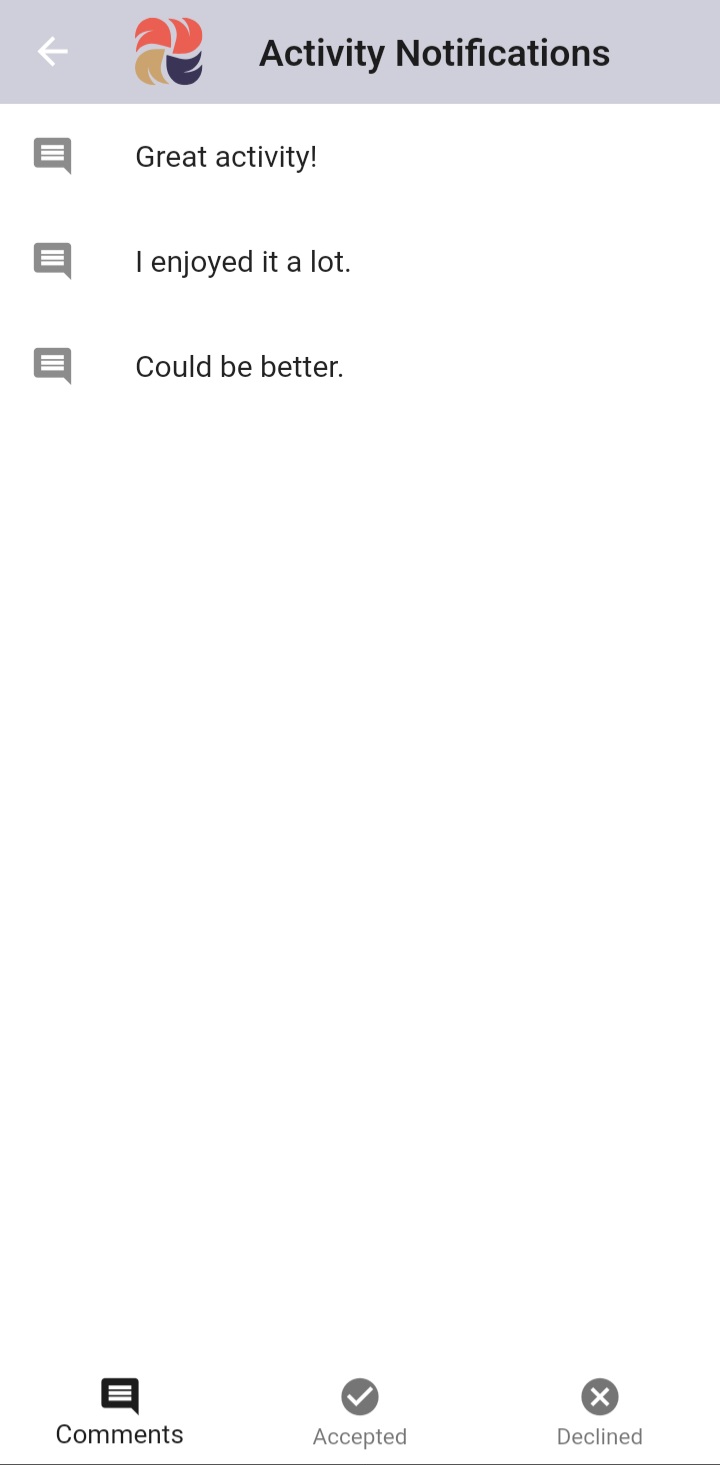 Activity Notifications
Great activity!
I enjoyed it a lot.
Could be better.
Comments
Accepted
Declined